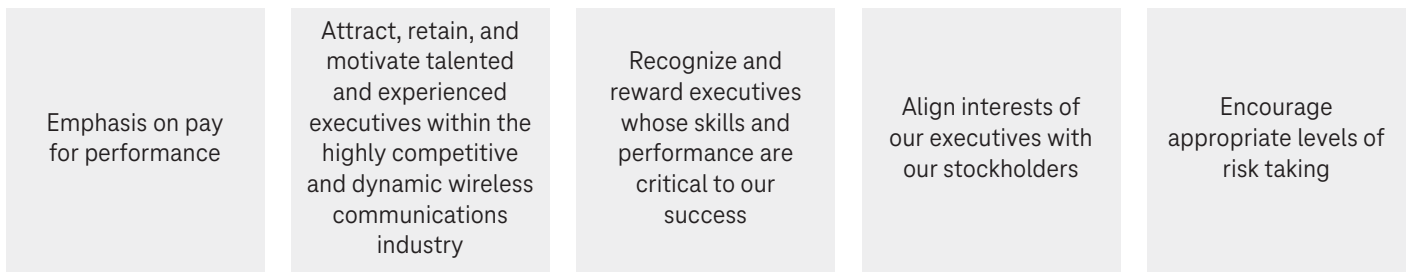 Emphasis on pay
for performance
Attract, retain, and
motivate talented
and experienced
executives within the
highly competitive
and dynamic wireless
communications
industry
Recognize and
reward executives
whose skills and
performance are
critical to our
success
Align interests of
our executives with
our stockholders
Encourage
appropriate levels of
risk taking